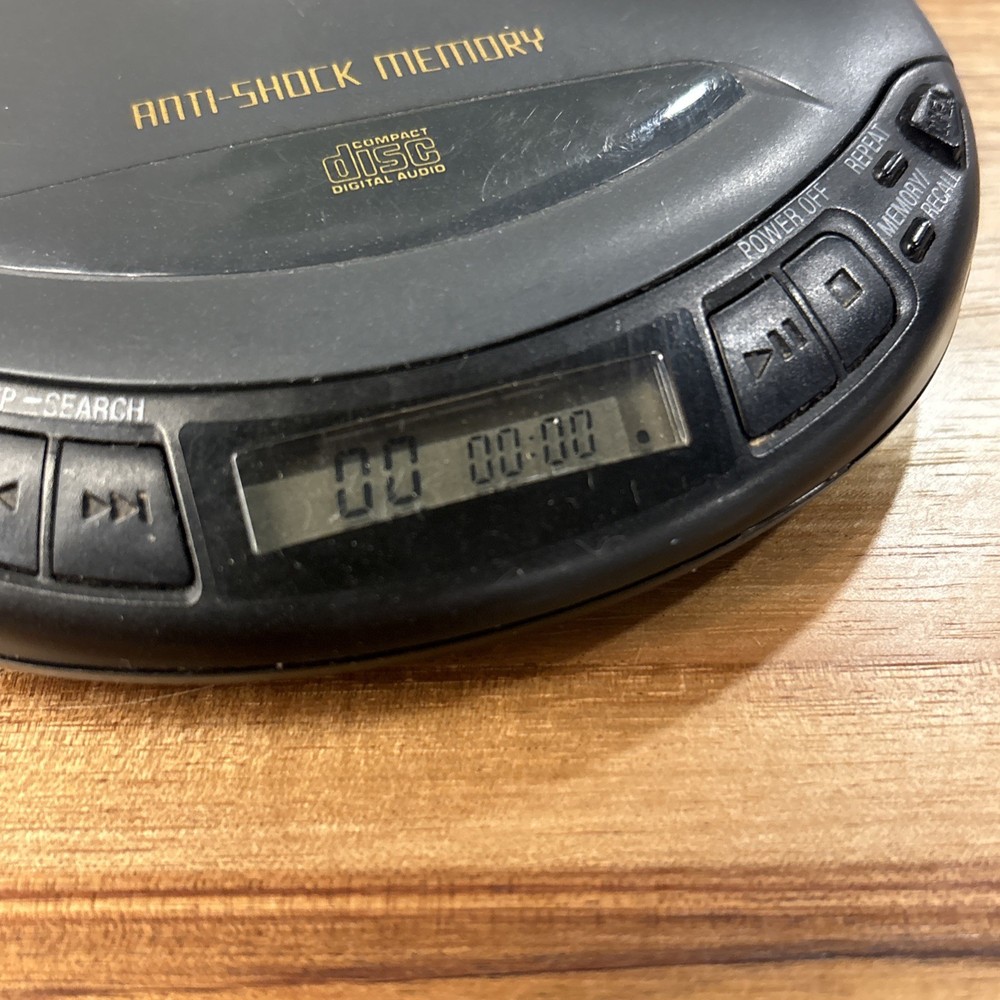 ANTI-SHOCK MEMORY
COMPACT
disc
DIGITAL AUDIO
REPEAT
MEMORY/
RECALL
POWER OFF
P -SEARCH
00 00:00